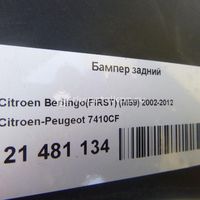 Бампер задний
Citroen Berlingo(FIRST) (M59) 2002-2012
Citroen-Peugeot 7410CF
21 481 134